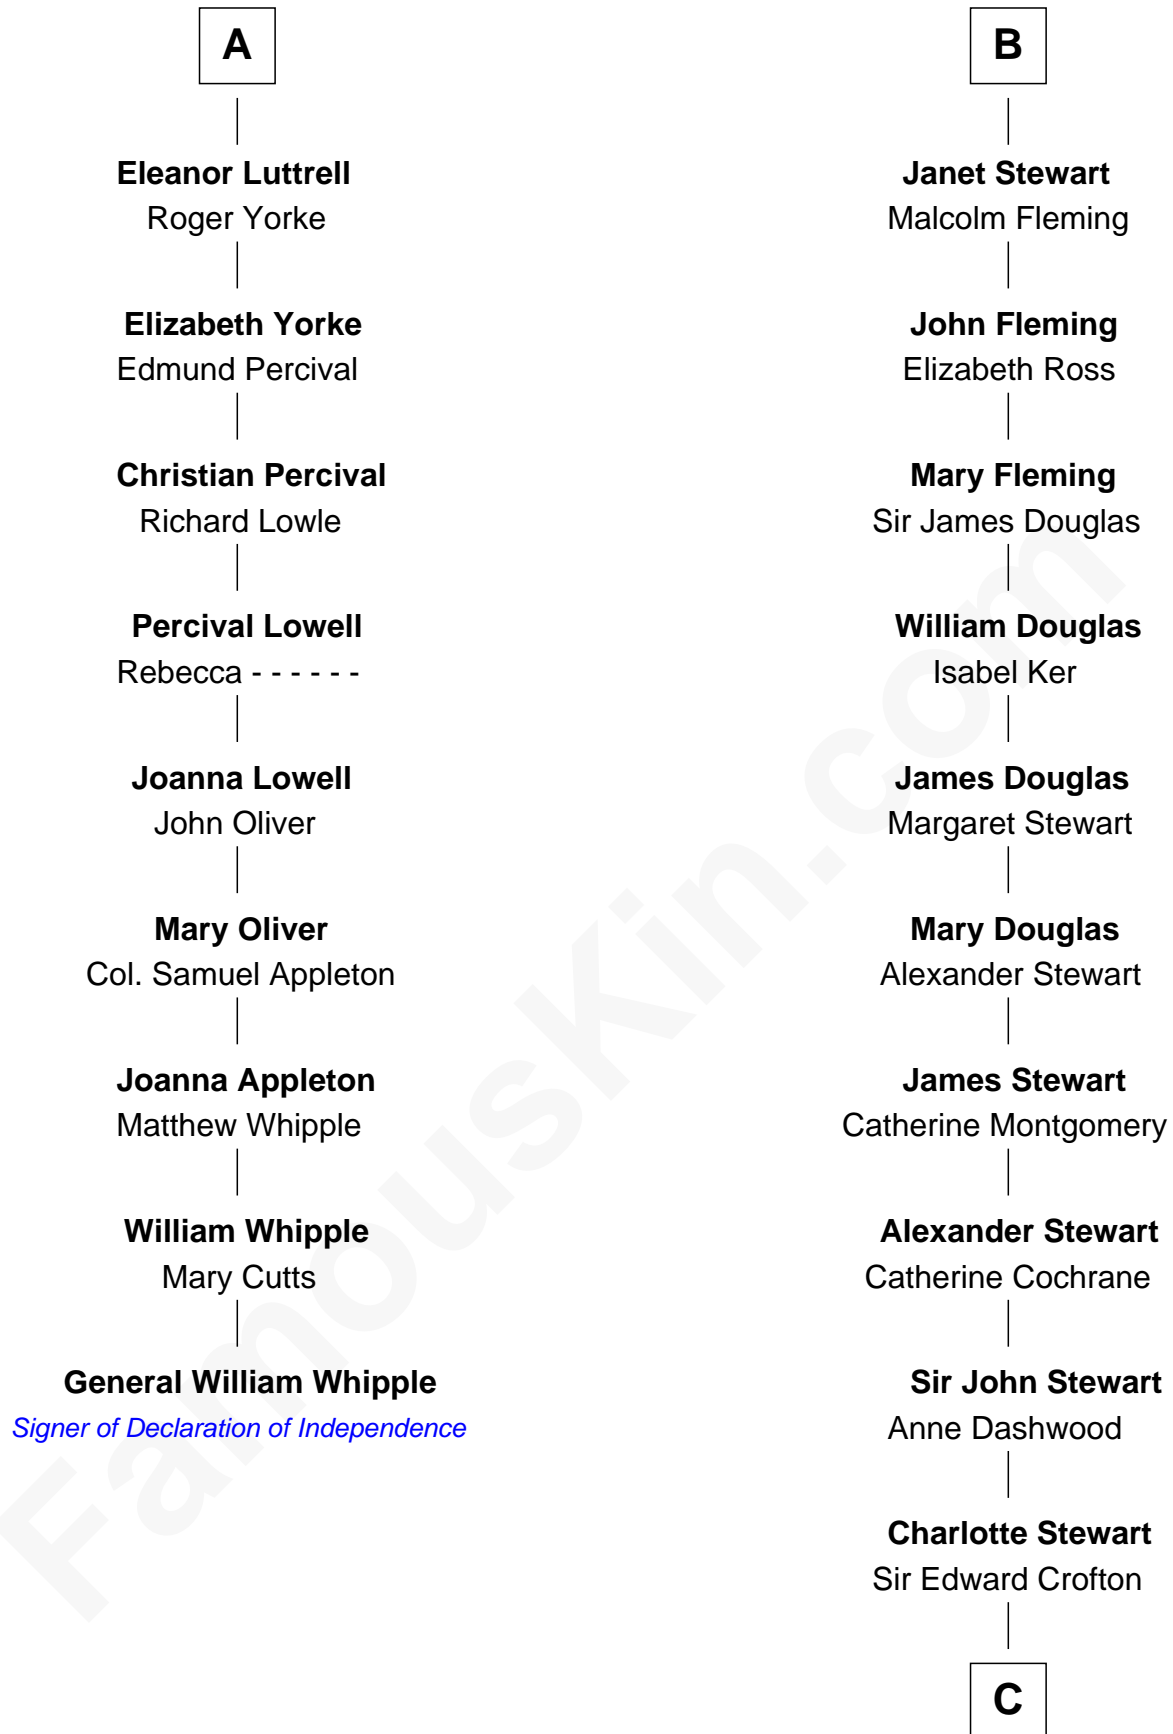 A
Eleanor Luttrell
Roger Yorke
Elizabeth Yorke
Edmund Percival
Christian Percival
Richard Lowle
Percival Lowell
Rebecca - - - - - -
Joanna Lowell
John Oliver
Mary Oliver
Col. Samuel Appleton
Joanna Appleton
Matthew Whipple
William Whipple
Mary Cutts
General William Whipple
Signer of Declaration of Independence
B
Janet Stewart
Malcolm Fleming
John Fleming
Elizabeth Ross
Mary Fleming
Sir James Douglas
William Douglas
Isabel Ker
James Douglas
Margaret Stewart
Mary Douglas
Alexander Stewart
James Stewart
Catherine Montgomery
Alexander Stewart
Catherine Cochrane
Sir John Stewart
Anne Dashwood
Charlotte Stewart
Sir Edward Crofton
C
FamousKin.com